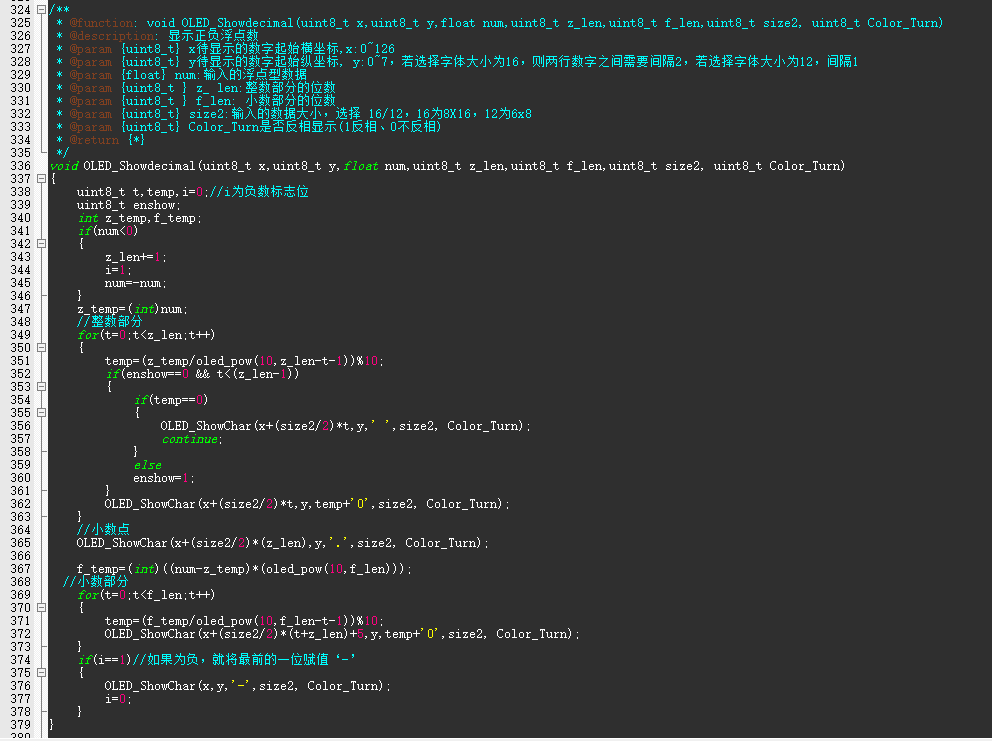 324 /**
325  * @function: void OLED_Showdecimal(uint8_t x,uint8_t y,float num,uint8_t z_len,uint8_t f_len,uint8_t size2, uint8_t Color_Turn)
326  * @description: 显示正负浮点数
327  * @param {uint8_t} x待显示的数字起始横坐标,x:0~126
328  * @param {uint8_t} y待显示的数字起始纵坐标, y:0~7，若选择字体大小为16，则两行数字之间需要间隔2，若选择字体大小为12，间隔1
329  * @param {float} num:输入的浮点型数据
330  * @param {uint8_t } z_ len:整数部分的位数
331  * @param {uint8_t } f_len: 小数部分的位数
332  * @param {uint8_t} size2:输入的数据大小，选择 16/12，16为8X16，12为6x8
333  * @param {uint8_t} Color_Turn是否反相显示(1反相、0不反相)
334  * @return {*}
335  */
336 void OLED_Showdecimal(uint8_t x,uint8_t y,float num,uint8_t z_len,uint8_t f_len,uint8_t size2, uint8_t Color_Turn)
337 {
338 uint8_t t,temp,i=0;//i为负数标志位
339 uint8_t enshow;
340 int z_temp,f_temp;
341 if(num<0)
342 {
343 z_len+=1;
344 i=1;
345 num=-num;
346 }
347 z_temp=(int)num;
348 //整数部分
349 for(t=0;t<z_len;t++)
350 {
351 temp=(z_temp/oled_pow(10,z_len-t-1))%10;
352 if(enshow==0 && t<(z_len-1))
353 {
354 if(temp==0)
355 {
356 OLED_ShowChar(x+(size2/2)*t,y,' ',size2, Color_Turn);
357 continue;
358 }
359 else
360 enshow=1;
361 }
362 OLED_ShowChar(x+(size2/2)*t,y,temp+'0',size2, Color_Turn);
363 }
364 //小数点
365 OLED_ShowChar(x+(size2/2)*(z_len),y,'.',size2, Color_Turn);
366
367 f_temp=(int)((num-z_temp)*(oled_pow(10,f_len)));
368 //小数部分
369 for(t=0;t<f_len;t++)
370 {
371 temp=(f_temp/oled_pow(10,f_len-t-1))%10;
372 OLED_ShowChar(x+(size2/2)*(t+z_len)+5,y,temp+'0',size2, Color_Turn);
373 }
374 if(i==1)//如果为负，就将最前的一位赋值‘-’
375 {
376 OLED_ShowChar(x,y,'-',size2, Color_Turn);
377 i=0;
378 }
379 }